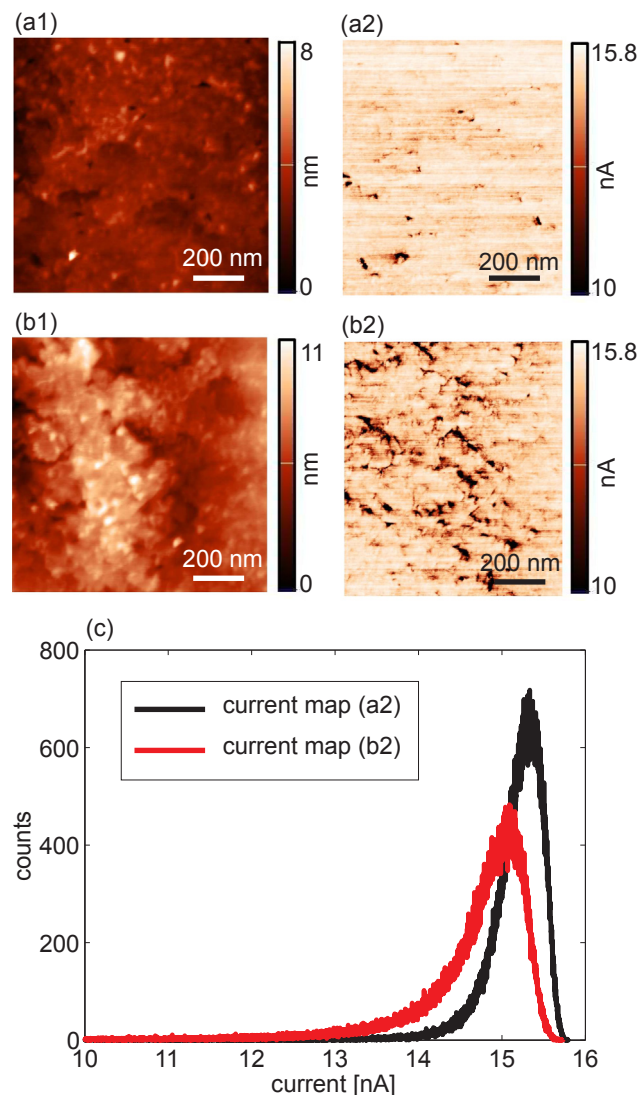 (a1)
8
nm
0
200 nm
(a2)
15.8
nA
10
200 nm
(b1)
11
nm
0
200 nm
(b2)
15.8
nA
10
200 nm
(c)
800
600
400
200
0
counts
current map (a2)
current map (b2)
10 11 12 13 14 15 16
current [nA]